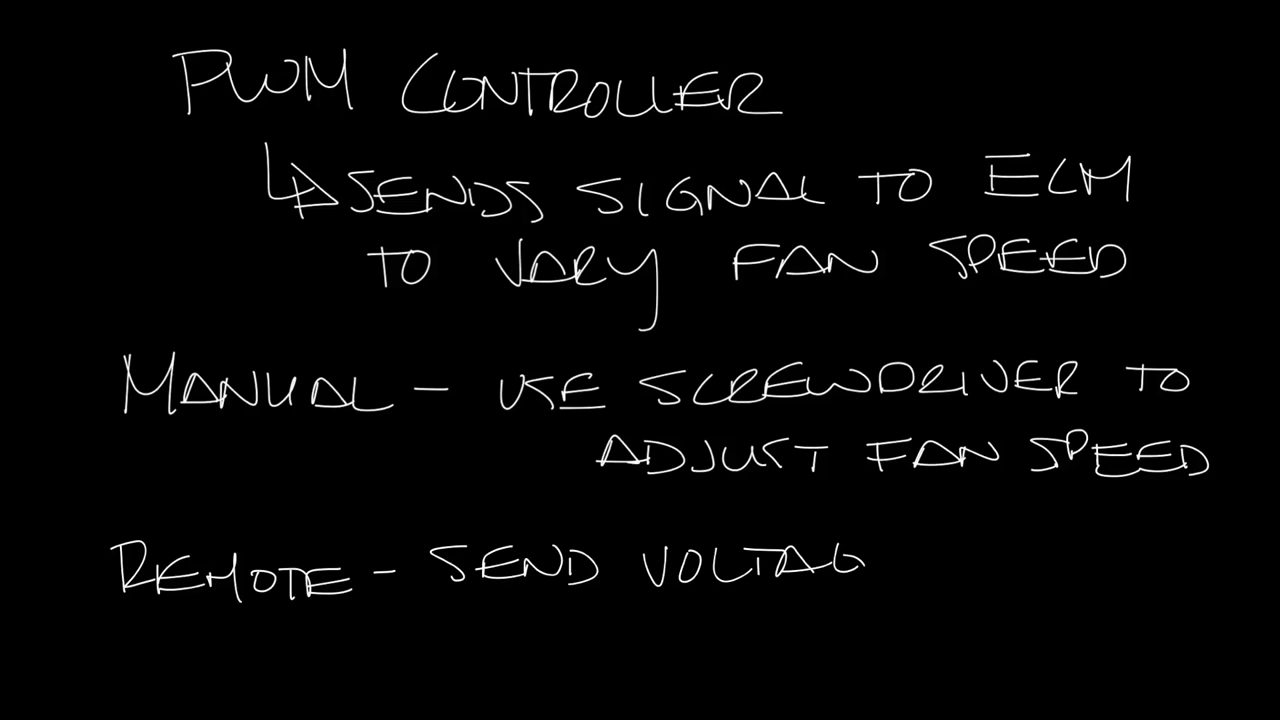 PWM CONTROLLER
↳ SENDS SIGNAL TO ECM
TO VARY FAN SPEED
MANUAL - USE SCREWDRIVER TO
ADJUST FAN SPEED
REMOTE - SEND VOLTAG